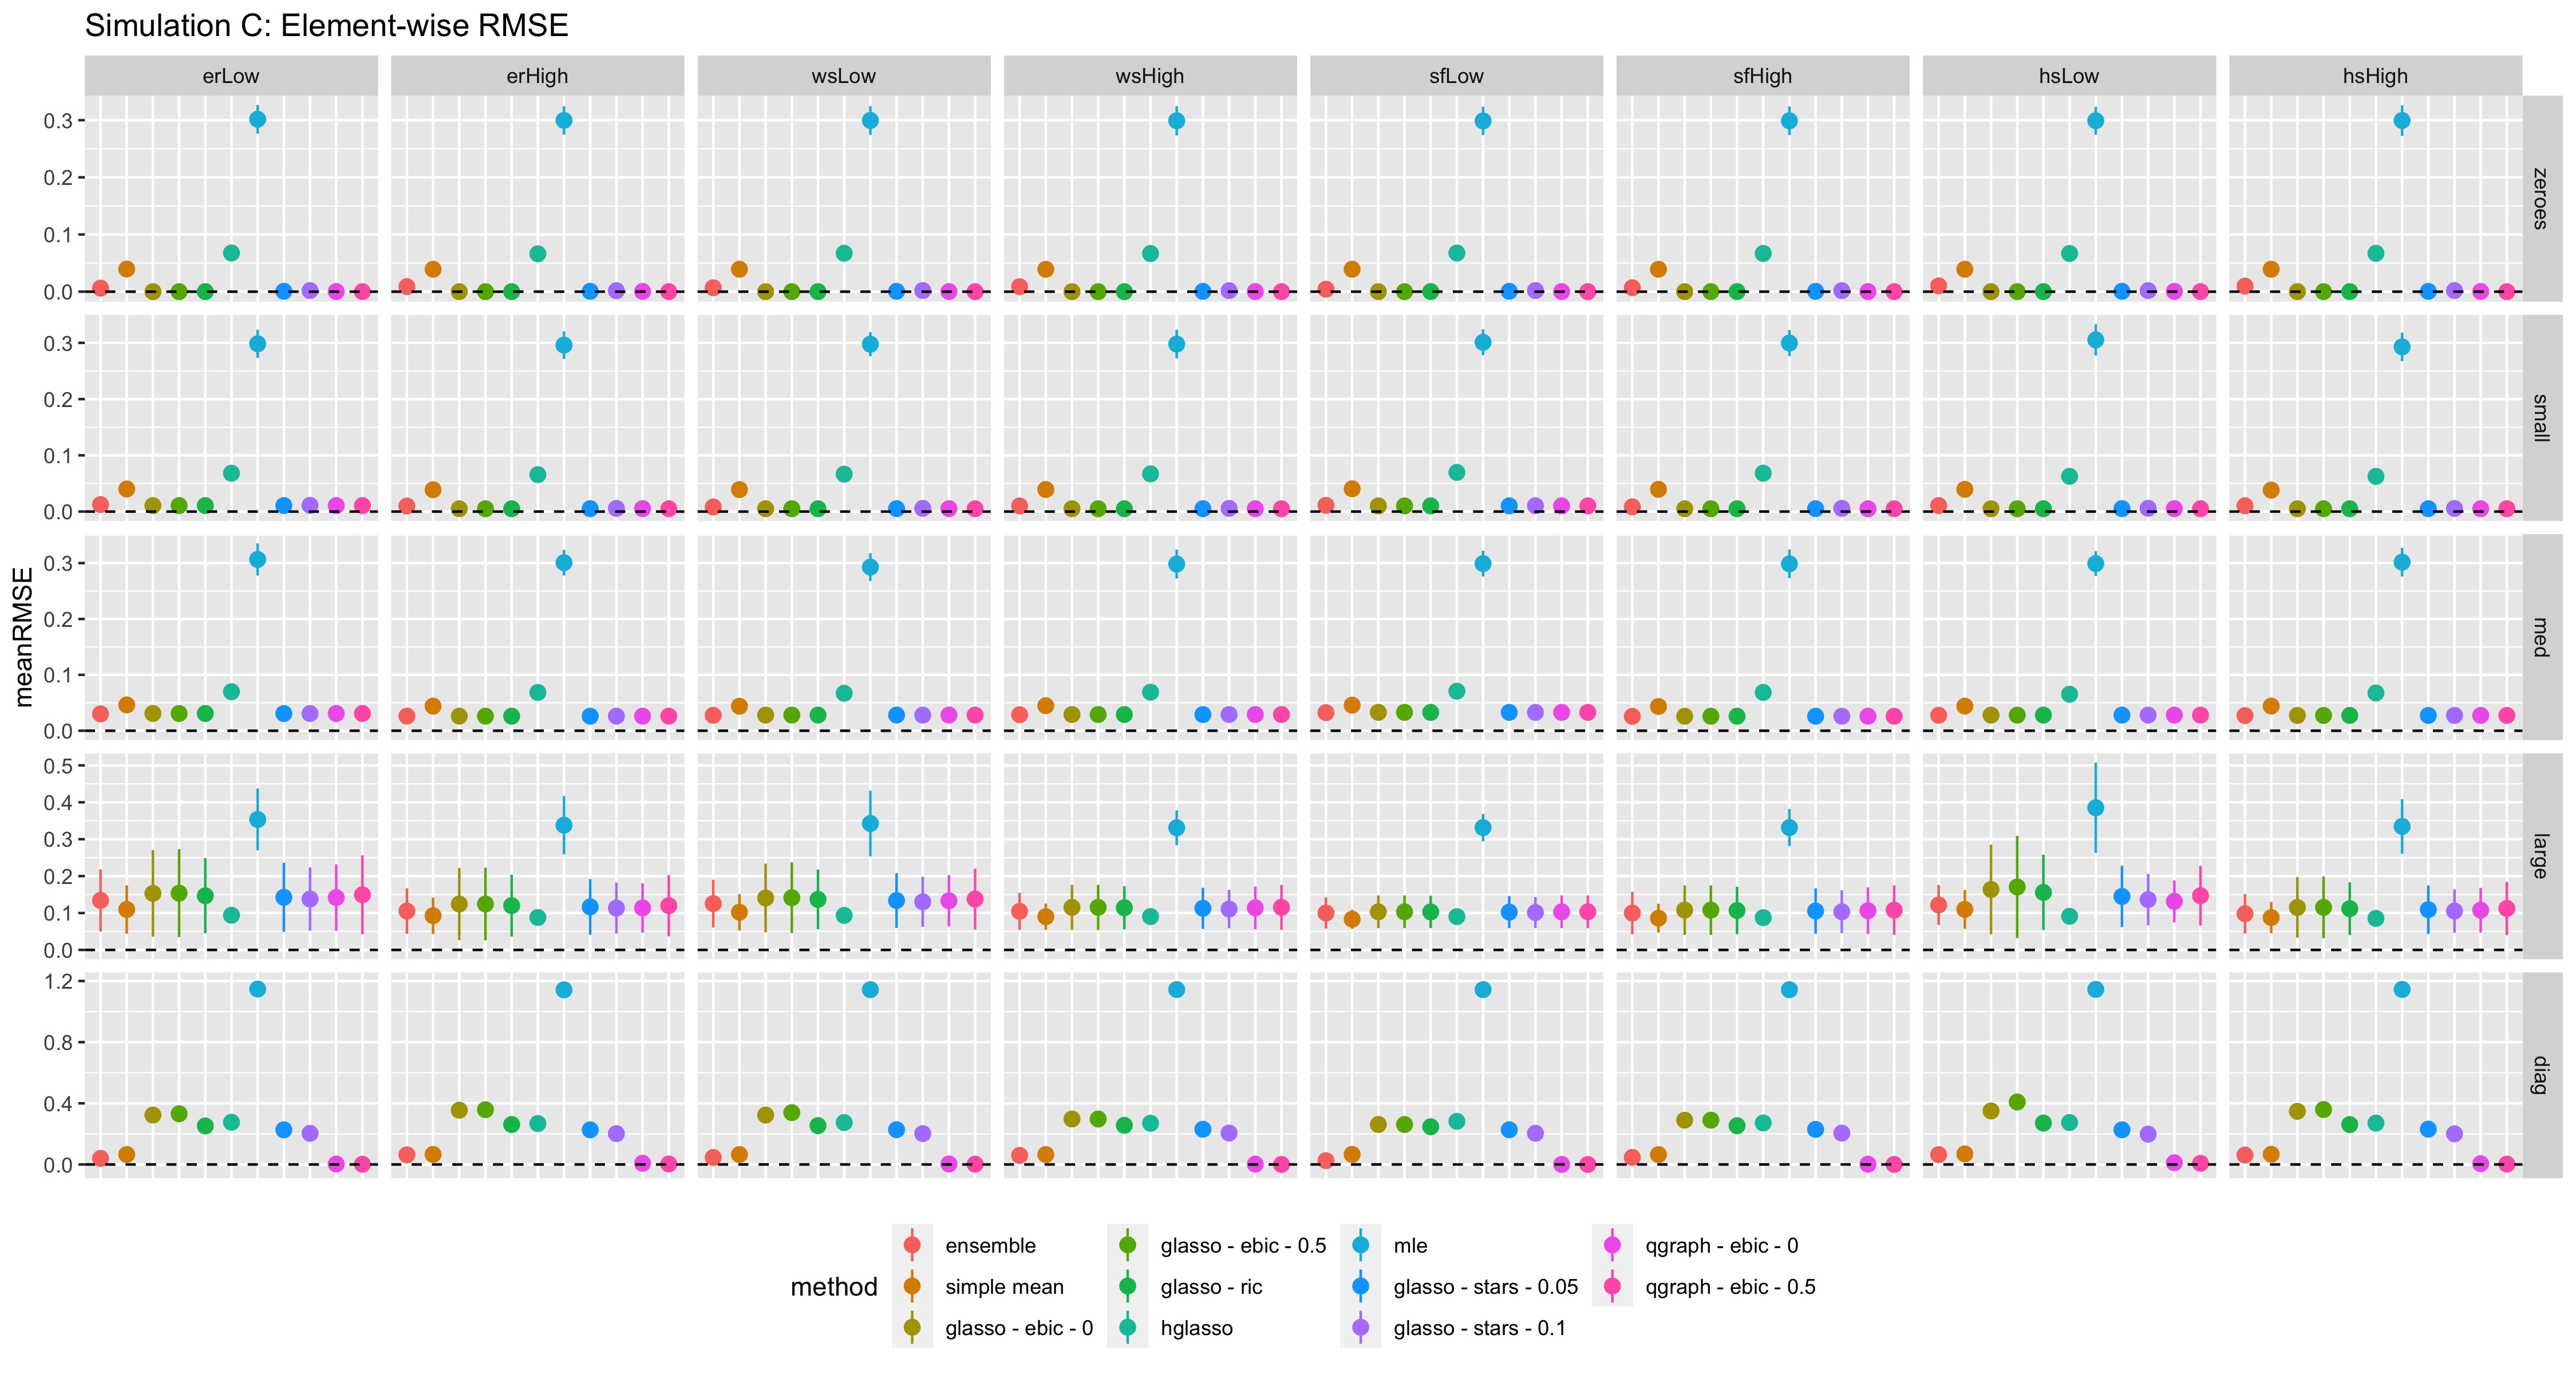 Simulation C: Element-wise RMSE
erLow erHigh wsLow wsHigh sfLow sfHigh hsLow hsHigh
0.3
0.2
0.1
0.0
zeroes
0.3
0.2
0.1
0.0
small
0.3
0.2
0.1
0.0
med
0.5
0.4
0.3
0.2
0.1
0.0
large
1.2
0.8
0.4
0.0
diag
meanRMSE
method
ensemble
simple mean
glasso - ebic - 0
glasso - ebic - 0.5
glasso - ric
hglasso
mle
glasso - stars - 0.05
glasso - stars - 0.1
qgraph - ebic - 0
qgraph - ebic - 0.5